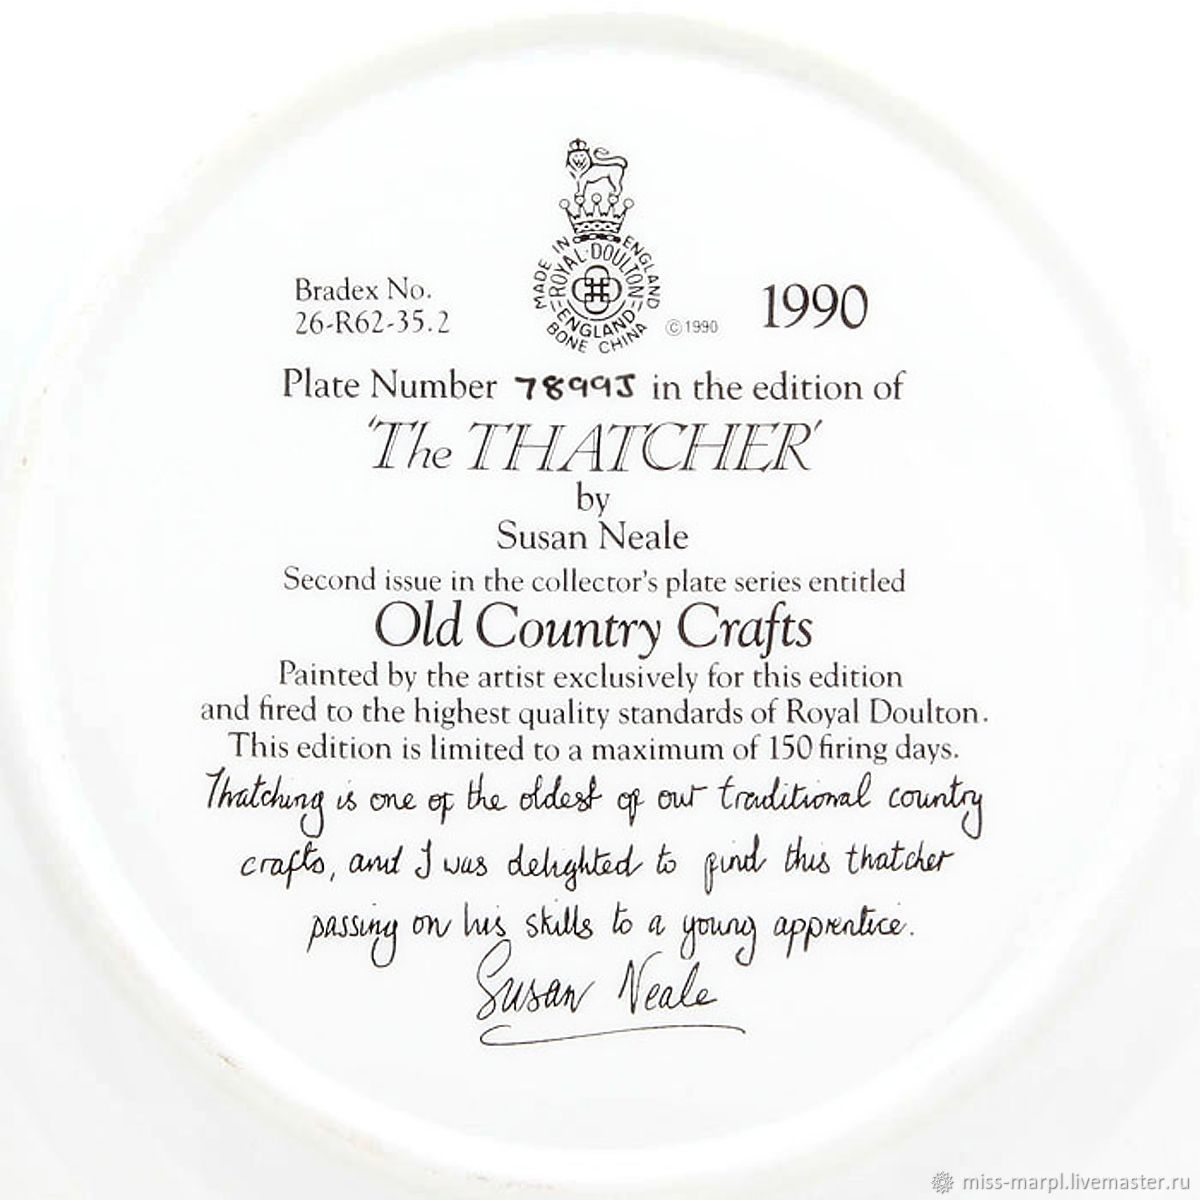 MADE IN ENGLAND
ROYAL·DOULTON
ENGLAND
BONE CHINA
Bradex No.
26-R62-35.2
©1990
1990
Plate Number 7899J in the edition of
'The THATCHER'
by
Susan Neale
Second issue in the collector's plate series entitled
Old Country Crafts
Painted by the artist exclusively for this edition
and fired to the highest quality standards of Royal Doulton.
This edition is limited to a maximum of 150 firing days.
Thatching is one of the oldest of our traditional country
crafts, and I was delighted to find this thatcher
passing on his skills to a young apprentice.
Susan Neale
miss-marpl.livemaster.ru